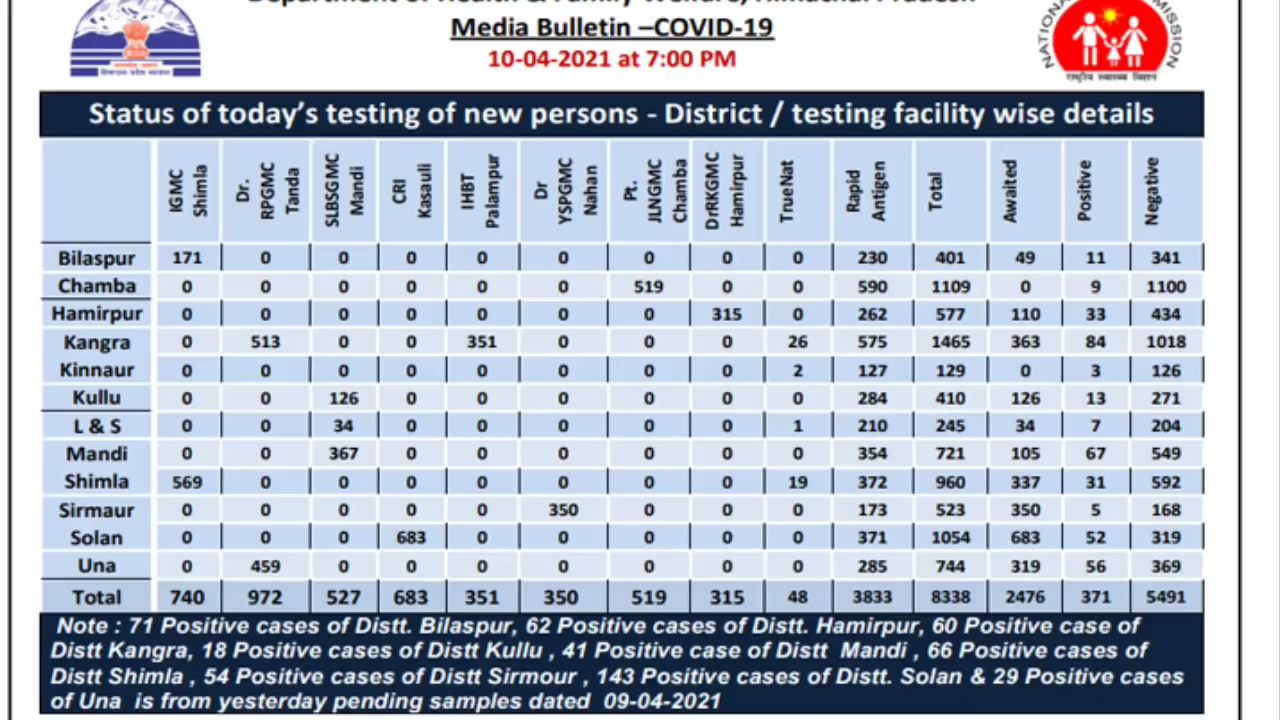 Department of Health & Family Welfare, Himachal Pradesh
Media Bulletin –COVID-19
10-04-2021 at 7:00 PM
Status of today’s testing of new persons - District / testing facility wise details
IGMC Shimla Dr. RPGMC Tanda SLBSGMC Mandi CRI Kasauli IHBT Palampur Dr YSPGMC Nahan Pt. JLNGMC Chamba DrRKGMC Hamirpur TrueNat Rapid Antigen Total Awaited Positive Negative
Bilaspur 171 0 0 0 0 0 0 0 0 230 401 49 11 341
Chamba 0 0 0 0 0 0 519 0 0 590 1109 0 9 1100
Hamirpur 0 0 0 0 0 0 0 315 0 262 577 110 33 434
Kangra 0 513 0 0 351 0 0 0 26 575 1465 363 84 1018
Kinnaur 0 0 0 0 0 0 0 0 2 127 129 0 3 126
Kullu 0 0 126 0 0 0 0 0 0 284 410 126 13 271
L & S 0 0 34 0 0 0 0 0 1 210 245 34 7 204
Mandi 0 0 367 0 0 0 0 0 0 354 721 105 67 549
Shimla 569 0 0 0 0 0 0 0 19 372 960 337 31 592
Sirmaur 0 0 0 0 0 350 0 0 0 173 523 350 5 168
Solan 0 0 0 683 0 0 0 0 0 371 1054 683 52 319
Una 0 459 0 0 0 0 0 0 0 285 744 319 56 369
Total 740 972 527 683 351 350 519 315 48 3833 8338 2476 371 5491
Note : 71 Positive cases of Distt. Bilaspur, 62 Positive cases of Distt. Hamirpur, 60 Positive case of
Distt Kangra, 18 Positive cases of Distt Kullu , 41 Positive case of Distt Mandi , 66 Positive cases of
Distt Shimla , 54 Positive cases of Distt Sirmour , 143 Positive cases of Distt. Solan & 29 Positive cases
of Una is from yesterday pending samples dated 09-04-2021
NATIONAL
MISSION
राष्ट्रीय स्वास्थ्य मिशन